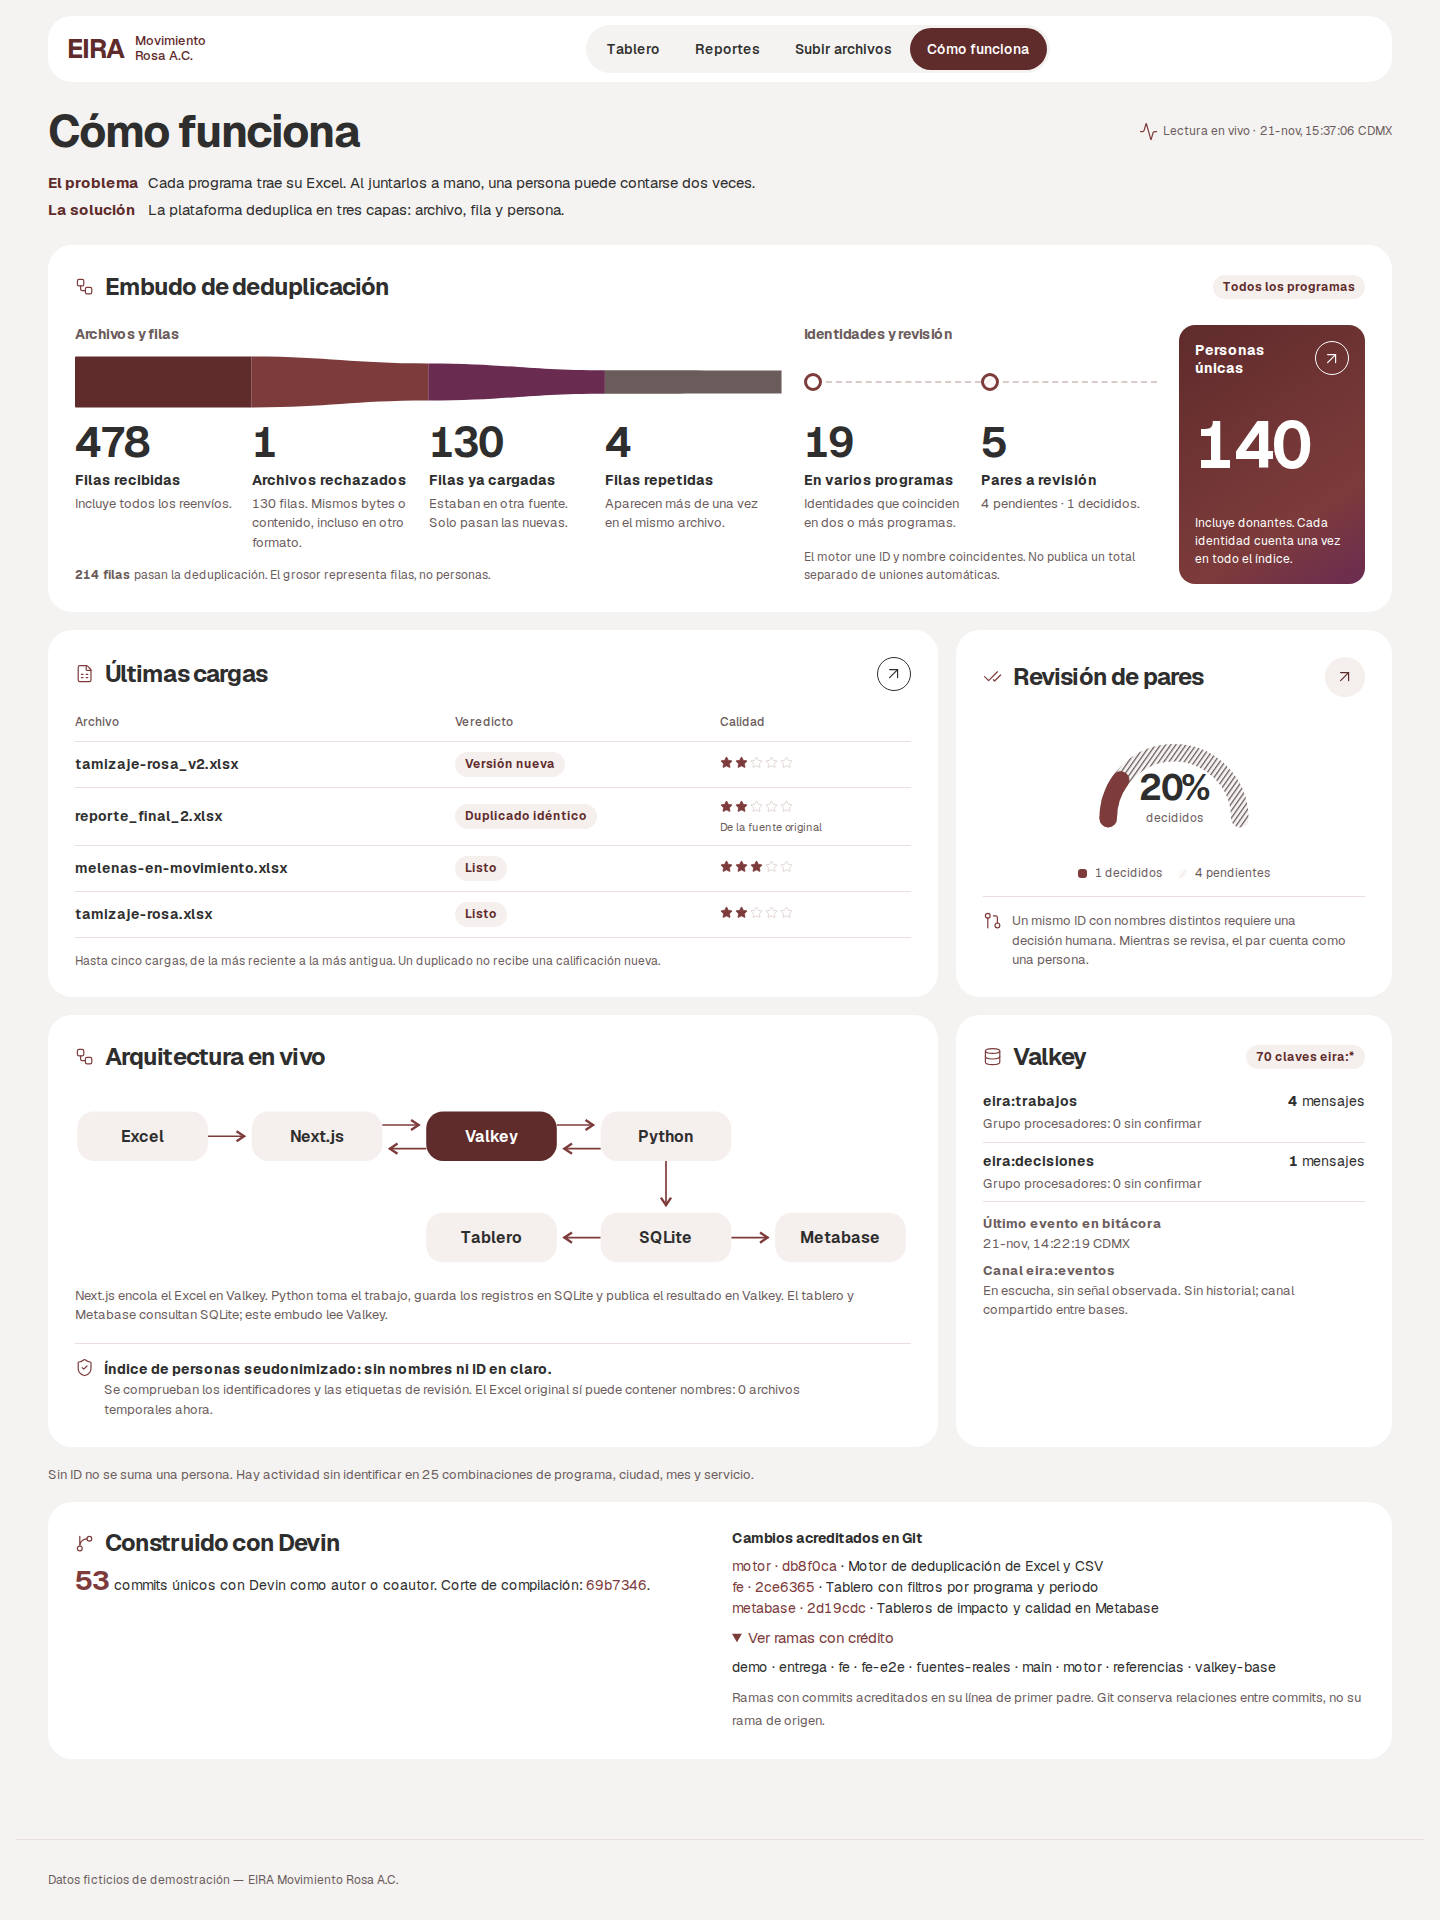 EIRA
Movimiento
Rosa A.C.
Tablero
Reportes
Subir archivos
Cómo funciona
Cómo funciona
Lectura en vivo · 21-nov, 15:37:06 CDMX
El problema Cada programa trae su Excel. Al juntarlos a mano, una persona puede contarse dos veces.
La solución La plataforma deduplica en tres capas: archivo, fila y persona.
Embudo de deduplicación
Todos los programas
Archivos y filas
478
Filas recibidas
Incluye todos los reenvíos.
1
Archivos rechazados
130 filas. Mismos bytes o
contenido, incluso en otro
formato.
130
Filas ya cargadas
Estaban en otra fuente.
Solo pasan las nuevas.
4
Filas repetidas
Aparecen más de una vez
en el mismo archivo.
214 filas pasan la deduplicación. El grosor representa filas, no personas.
Identidades y revisión
19
En varios programas
Identidades que coinciden
en dos o más programas.
5
Pares a revisión
4 pendientes · 1 decididos.
El motor une ID y nombre coincidentes. No publica un total
separado de uniones automáticas.
Personas
únicas
140
Incluye donantes. Cada
identidad cuenta una vez
en todo el índice.
Últimas cargas
Archivo Veredicto Calidad
tamizaje-rosa_v2.xlsx Versión nueva
reporte_final_2.xlsx Duplicado idéntico
De la fuente original
melenas-en-movimiento.xlsx Listo
tamizaje-rosa.xlsx Listo
Hasta cinco cargas, de la más reciente a la más antigua. Un duplicado no recibe una calificación nueva.
Revisión de pares
20%
decididos
1 decididos
4 pendientes
Un mismo ID con nombres distintos requiere una
decisión humana. Mientras se revisa, el par cuenta como
una persona.
Arquitectura en vivo
Excel
Next.js
Valkey
Python
Tablero
SQLite
Metabase
Next.js encola el Excel en Valkey. Python toma el trabajo, guarda los registros en SQLite y publica el resultado en Valkey. El tablero y
Metabase consultan SQLite; este embudo lee Valkey.
Índice de personas seudonimizado: sin nombres ni ID en claro.
Se comprueban los identificadores y las etiquetas de revisión. El Excel original sí puede contener nombres: 0 archivos
temporales ahora.
Valkey
70 claves eira:*
eira:trabajos 4 mensajes
Grupo procesadores: 0 sin confirmar
eira:decisiones 1 mensajes
Grupo procesadores: 0 sin confirmar
Último evento en bitácora
21-nov, 14:22:19 CDMX
Canal eira:eventos
En escucha, sin señal observada. Sin historial; canal
compartido entre bases.
Sin ID no se suma una persona. Hay actividad sin identificar en 25 combinaciones de programa, ciudad, mes y servicio.
Construido con Devin
53 commits únicos con Devin como autor o coautor. Corte de compilación: 69b7346.
Cambios acreditados en Git
motor · db8f0ca · Motor de deduplicación de Excel y CSV
fe · 2ce6365 · Tablero con filtros por programa y periodo
metabase · 2d19cdc · Tableros de impacto y calidad en Metabase
▼ Ver ramas con crédito
demo · entrega · fe · fe-e2e · fuentes-reales · main · motor · referencias · valkey-base
Ramas con commits acreditados en su línea de primer padre. Git conserva relaciones entre commits, no su
rama de origen.
Datos ficticios de demostración — EIRA Movimiento Rosa A.C.